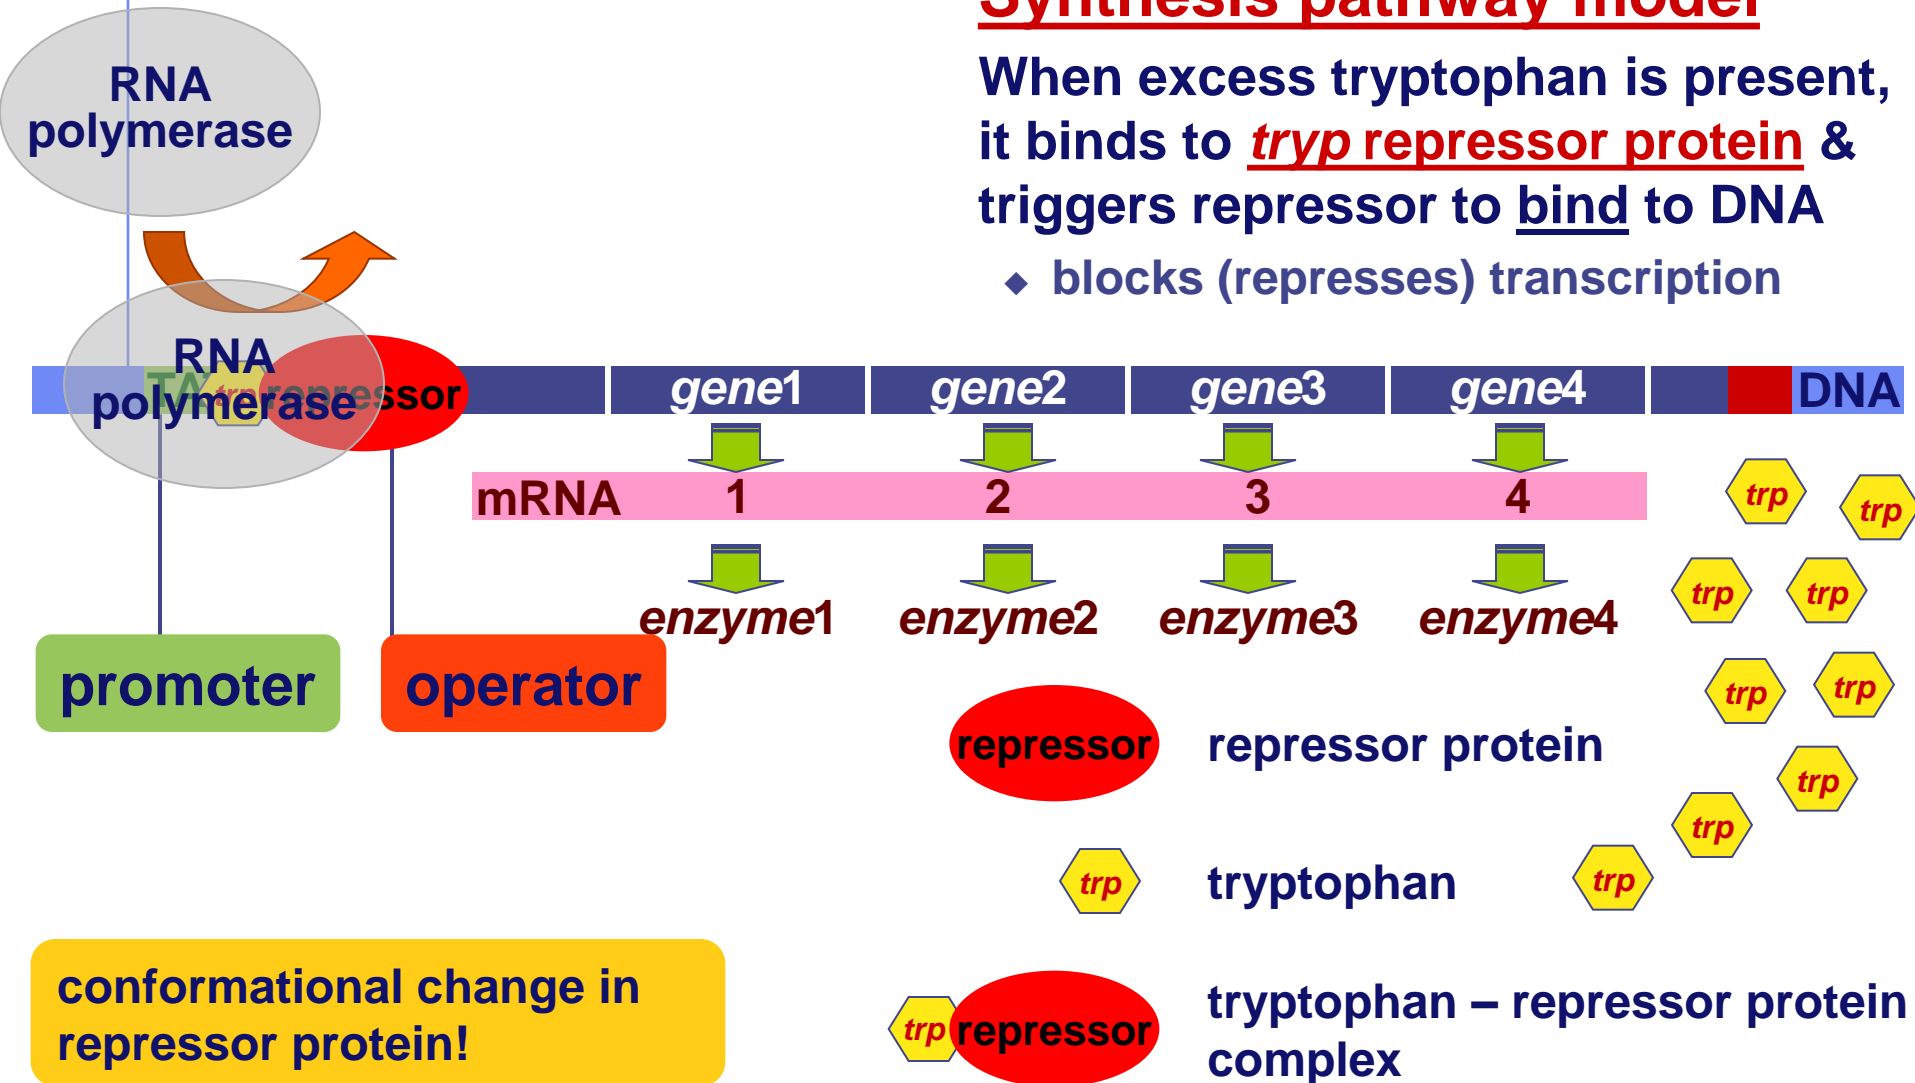 Synthesis pathway model
When excess tryptophan is present,
it binds to tryp repressor protein &
triggers repressor to bind to DNA
◆ blocks (represses) transcription
RNA
polymerase
RNA
polymerase
TA
trp
repressor
gene1
gene2
gene3
gene4
DNA
mRNA
1
2
3
4
enzyme1
enzyme2
enzyme3
enzyme4
promoter
operator
trp
trp
trp
trp
trp
trp
trp
trp
trp
repressor
repressor protein
trp
tryptophan
trp
repressor
tryptophan – repressor protein
complex
conformational change in
repressor protein!